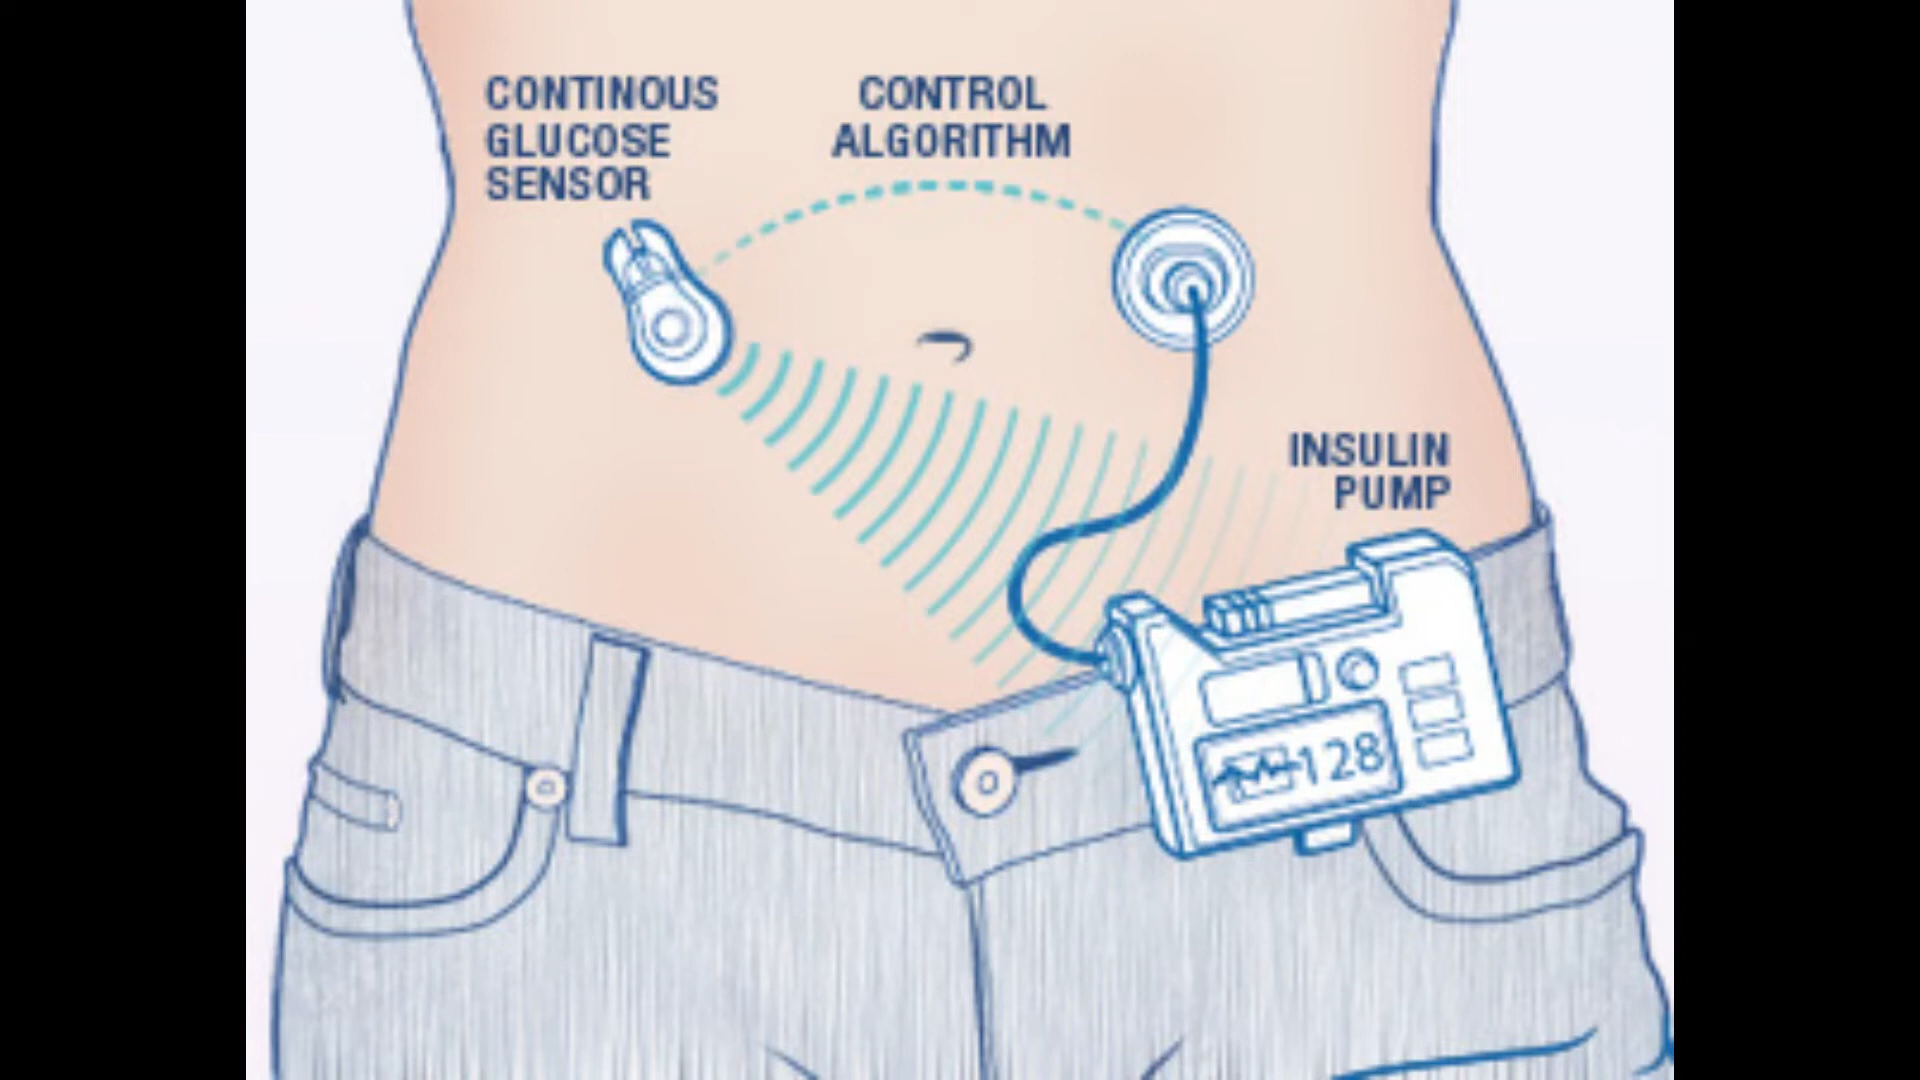 CONTINOUS
GLUCOSE
SENSOR
CONTROL
ALGORITHM
INSULIN
PUMP
128